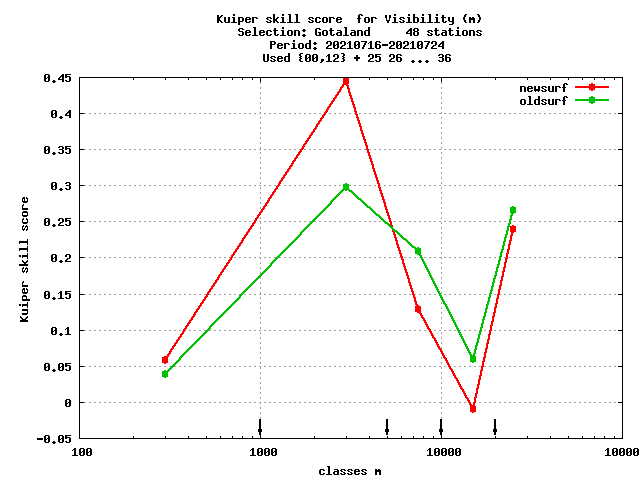 Kuiper skill score  for Visibility (m)
Selection: Gotaland     48 stations
Period: 20210716-20210724
Used {00,12} + 25 26 ... 36
newsurf
oldsurf
0.45
0.4
0.35
0.3
0.25
0.2
0.15
0.1
0.05
0
-0.05
Kuiper skill score
100
1000
10000
10000
classes m